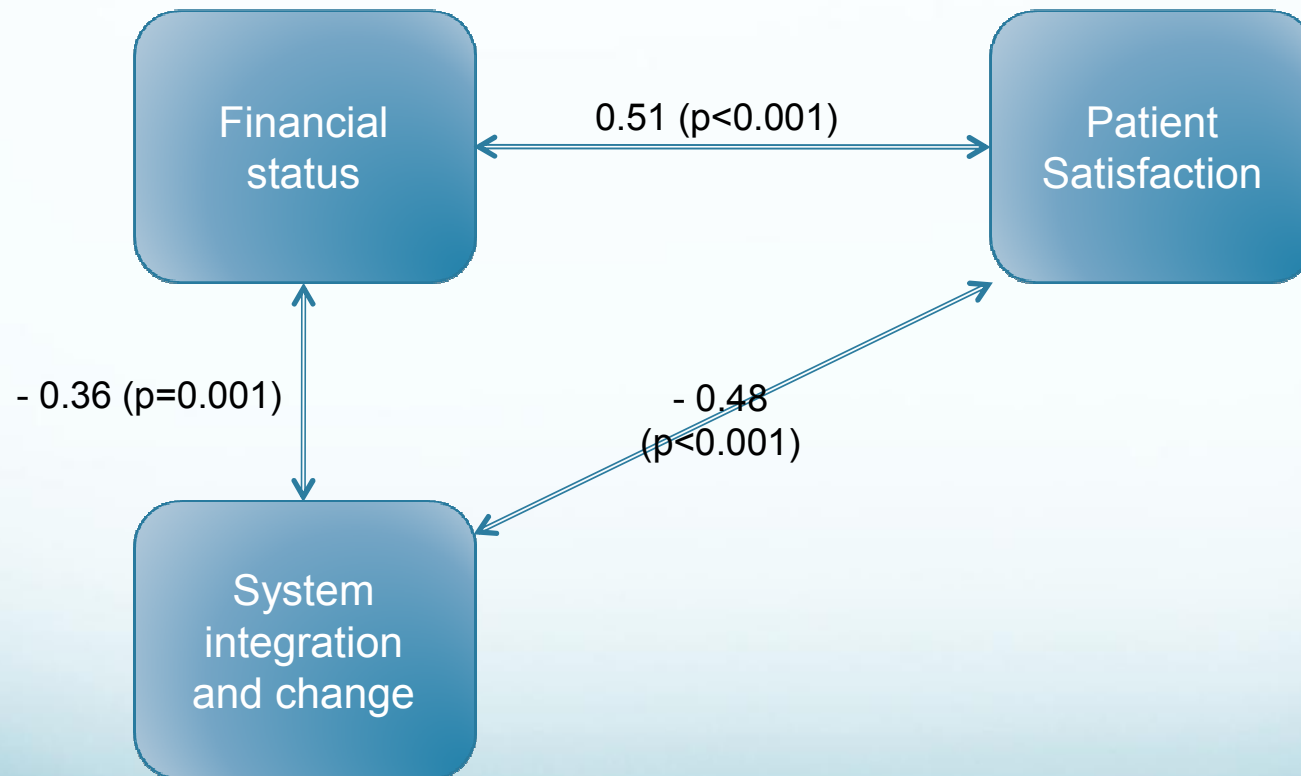 Financial
status
0.51 (p<0.001)
Patient
Satisfaction
- 0.36 (p=0.001)
- 0.48
(p<0.001)
System
integration
and change